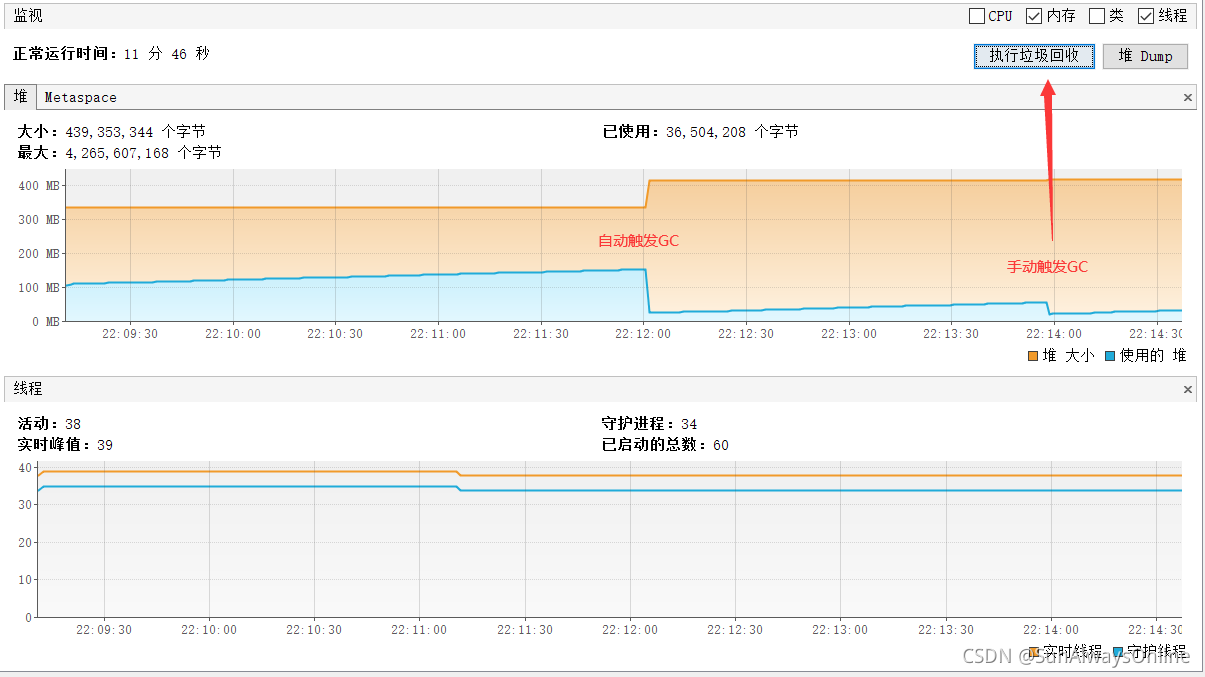 监视 CPU 内存 类 线程
正常运行时间：11 分 46 秒 执行垃圾回收 堆 Dump
堆 Metaspace
大小：439,353,344 个字节 已使用：36,504,208 个字节
最大：4,265,607,168 个字节
400 MB
300 MB
自动触发GC
200 MB
手动触发GC
100 MB
0 MB
22:09:30 22:10:00 22:10:30 22:11:00 22:11:30 22:12:00 22:12:30 22:13:00 22:13:30 22:14:00 22:14:30
堆 大小 使用的 堆
线程
活动：38 守护进程：34
实时峰值：39 已启动的总数：60
40
30
20
10
0
22:09:30 22:10:00 22:10:30 22:11:00 22:11:30 22:12:00 22:12:30 22:13:00 22:13:30 22:14:00 22:14:30
实时线程 守护线程
CSDN @SunAlwaysOnline